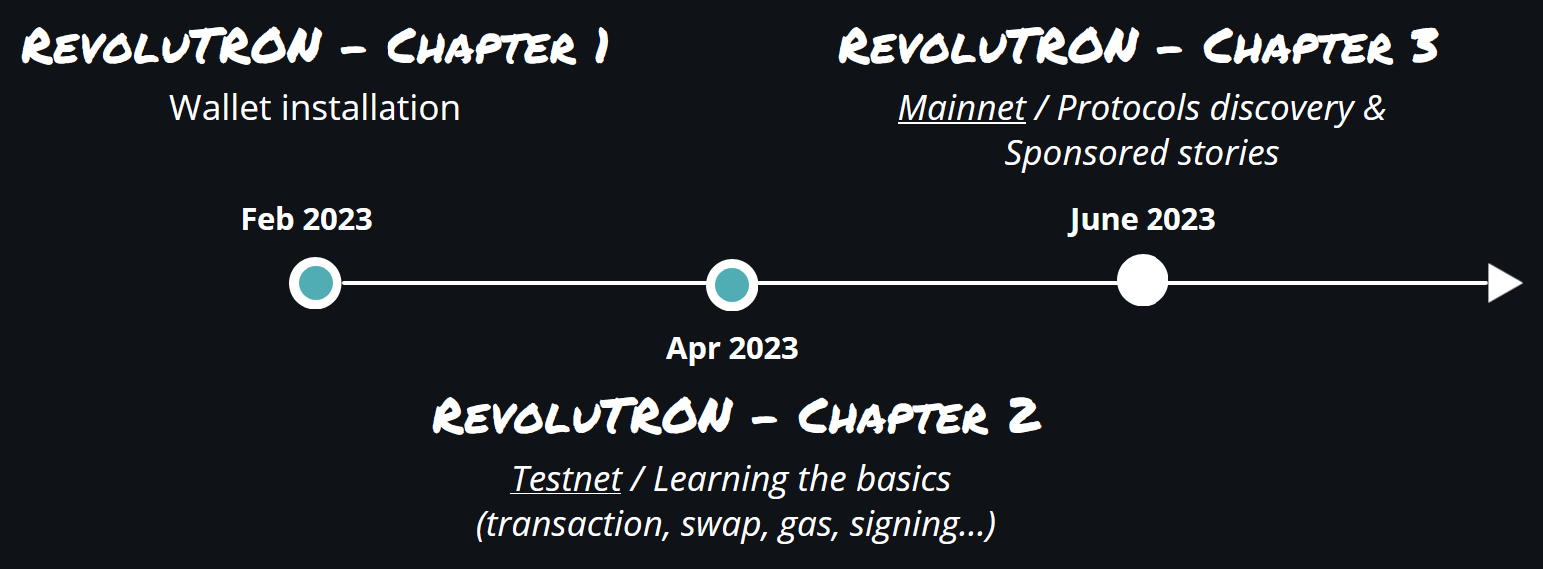 RevoluTRON - Chapter 1
Wallet installation
Feb 2023
Apr 2023
RevoluTRON - Chapter 2
Testnet / Learning the basics
(transaction, swap, gas, signing...)
RevoluTRON - Chapter 3
Mainnet / Protocols discovery &
Sponsored stories
June 2023